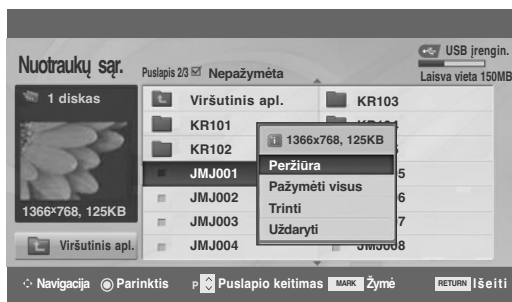 Nuotraukų sąr.
Puslapis 2/3 Nepažymėta
USB įrengin.
Laisva vieta 150MB
1 diskas
1366x768, 125KB
Viršutinis apl.
Viršutinis apl.
KR101
KR102
JMJ001
JMJ002
JMJ003
JMJ004
KR103
JMJ008
1366x768, 125KB
Peržiūra
Pažymėti visus
Trinti
Uždaryti
Navigacija Parinktis P Puslapio keitimas MARK Žymė RETURN Išeiti